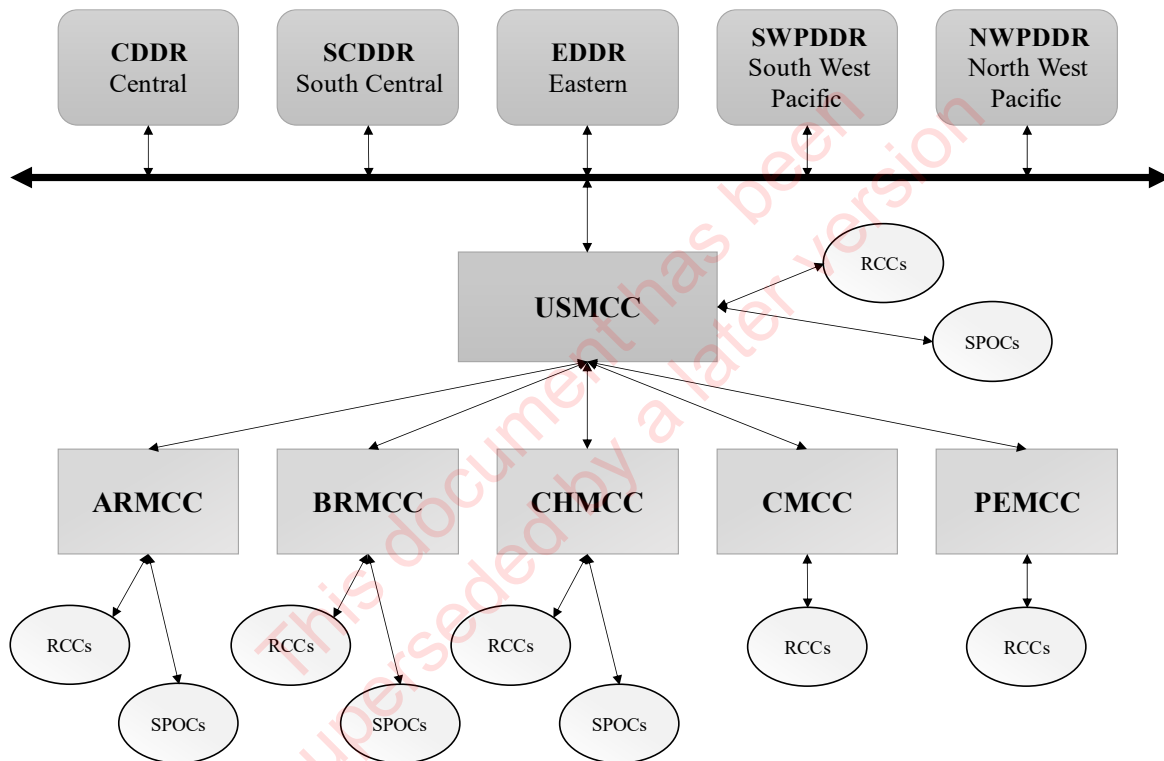 CDDR
Central
SCDDR
South Central
EDDR
Eastern
SWPDDR
South West
Pacific
NWPDDR
North West
Pacific
USMCC
RCCs
SPOCs
ARMCC
BRMCC
CHMCC
CMCC
PEMCC
RCCs
RCCs
RCCs
RCCs
RCCs
SPOCs
SPOCs
SPOCs
This document has been
superseded by a later version